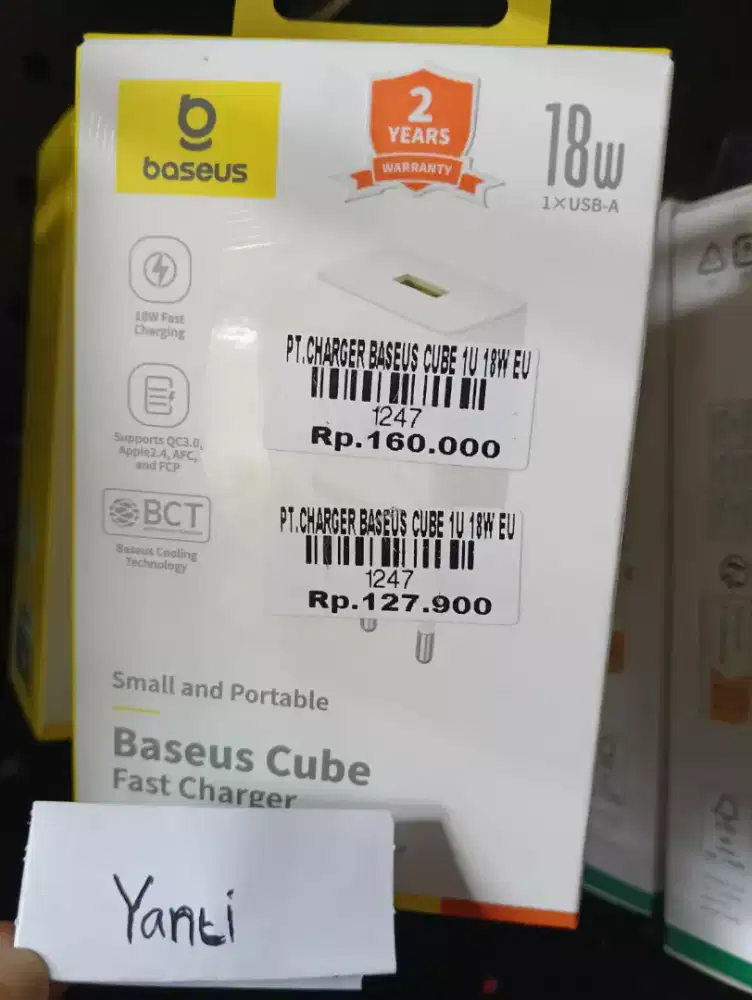 baseus
2
YEARS
WARRANTY
18w
1×USB-A
18W Fast
Charging
Supports QC3.0,
Apple2.4, AFC,
and FCP
BCT
Baseus Cooling
Technology
PT.CHARGER BASEUS CUBE 1U 18W EU
1247
Rp.160.000
PT.CHARGER BASEUS CUBE 1U 18W EU
1247
Rp.127.900
Small and Portable
Baseus Cube
Fast Charger
Yanti